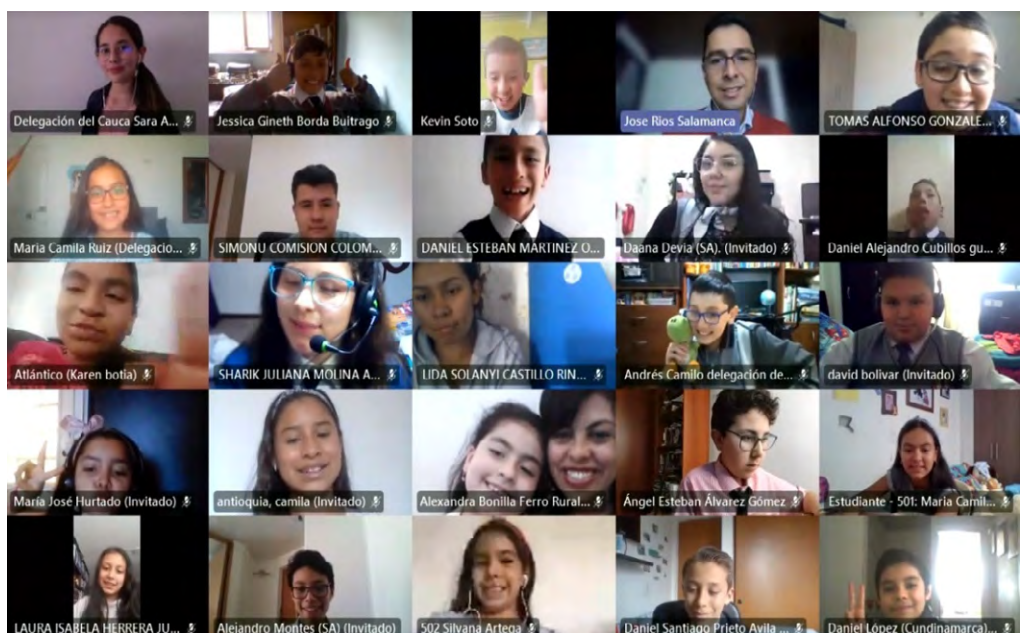 Delegación del Cauca Sara A...
Jessica Gineth Borda Buitrago
Kevin Soto
Jose Rios Salamanca
TOMAS ALFONSO GONZALE...
Maria Camila Ruiz (Delegacio...
SIMONU COMISION COLOM...
DANIEL ESTEBAN MARTINEZ O...
Daana Devia (SA). (Invitado)
Daniel Alejandro Cubillos gu...
Atlántico (Karen botia)
SHARIK JULIANA MOLINA A...
LIDA SOLANYI CASTILLO RIN...
Andrés Camilo delegación de...
david bolivar (Invitado)
María José Hurtado (Invitado)
antioquia, camila (Invitado)
Alexandra Bonilla Ferro Rural...
Ángel Esteban Álvarez Gómez
Estudiante - 501: Maria Camil...
LAURA ISABELA HERRERA JU...
Alejandro Montes (SA) (Invitado)
502 Silvana Artega
Daniel Santiago Prieto Avila ...
Daniel López (Cundinamarca)...